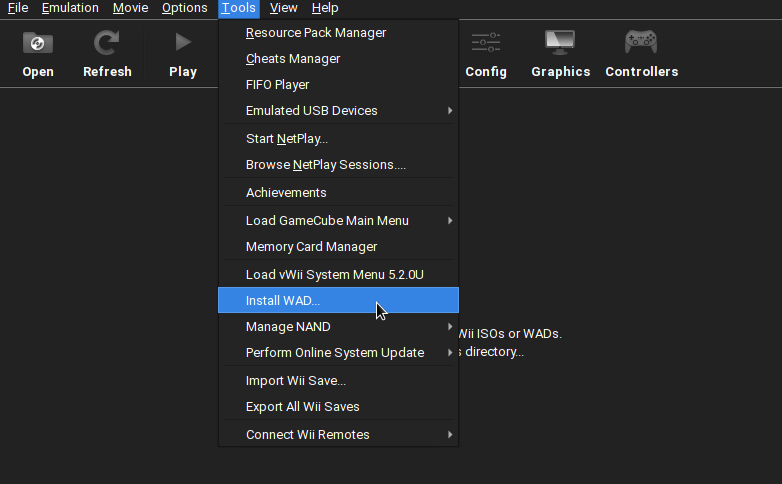 File Emulation Movie Options Tools View Help
Open Refresh Play Config Graphics Controllers
Resource Pack Manager
Cheats Manager
FIFO Player
Emulated USB Devices
Start NetPlay...
Browse NetPlay Sessions....
Achievements
Load GameCube Main Menu
Memory Card Manager
Load vWii System Menu 5.2.0U
Install WAD...
Manage NAND
Perform Online System Update
Import Wii Save...
Export All Wii Saves
Connect Wii Remotes
Wii ISOs or WADs.
directory...